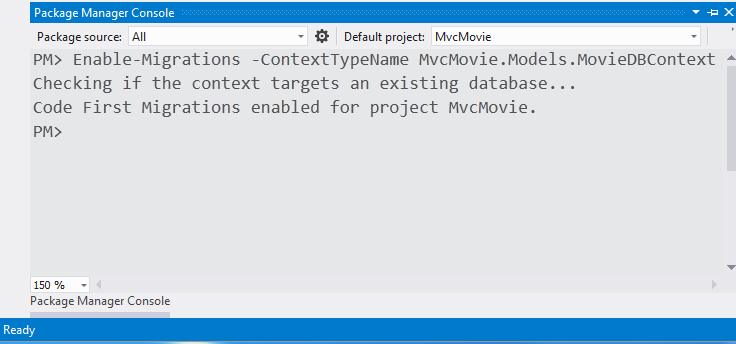 Package Manager Console
Package source: All Default project: MvcMovie
PM> Enable-Migrations -ContextTypeName MvcMovie.Models.MovieDBContext
Checking if the context targets an existing database...
Code First Migrations enabled for project MvcMovie.
PM>
150 %
Package Manager Console
Ready